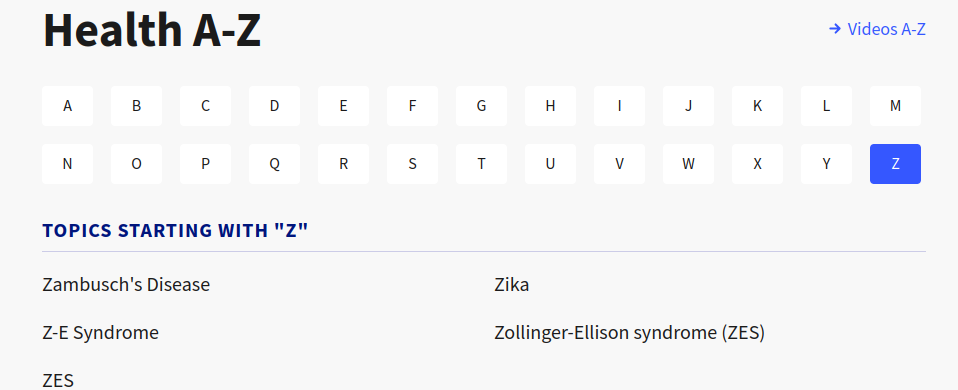 Health A-Z
→ Videos A-Z
A B C D E F G H I J K L M
N O P Q R S T U V W X Y Z
TOPICS STARTING WITH "Z"
Zambusch's Disease
Z-E Syndrome
ZES
Zika
Zollinger-Ellison syndrome (ZES)